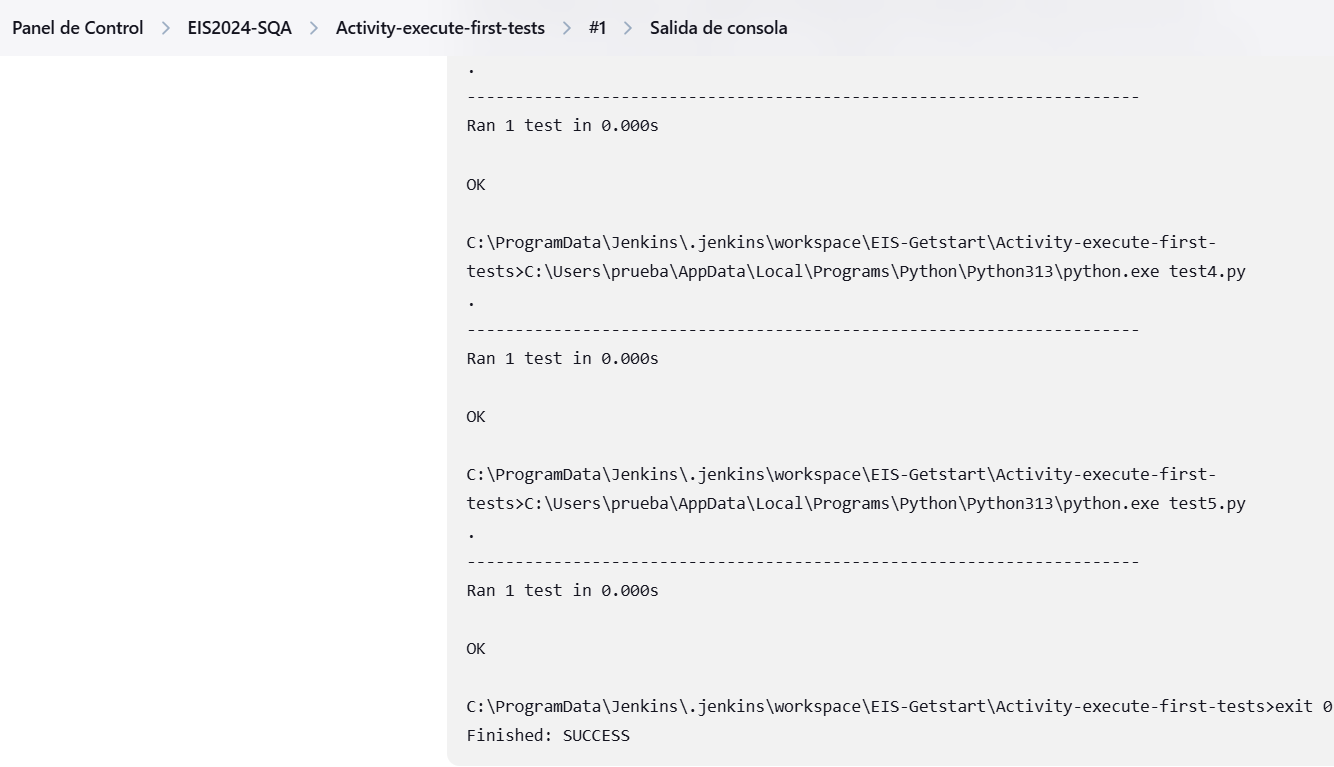 Panel de Control > EIS2024-SQA > Activity-execute-first-tests > #1 > Salida de consola
.
----------------------------------------------------------------------
Ran 1 test in 0.000s
OK
C:\ProgramData\Jenkins\.jenkins\workspace\EIS-Getstart\Activity-execute-first-
tests>C:\Users\prueba\AppData\Local\Programs\Python\Python313\python.exe test4.py
.
----------------------------------------------------------------------
Ran 1 test in 0.000s
OK
C:\ProgramData\Jenkins\.jenkins\workspace\EIS-Getstart\Activity-execute-first-
tests>C:\Users\prueba\AppData\Local\Programs\Python\Python313\python.exe test5.py
.
----------------------------------------------------------------------
Ran 1 test in 0.000s
OK
C:\ProgramData\Jenkins\.jenkins\workspace\EIS-Getstart\Activity-execute-first-tests>exit 0
Finished: SUCCESS